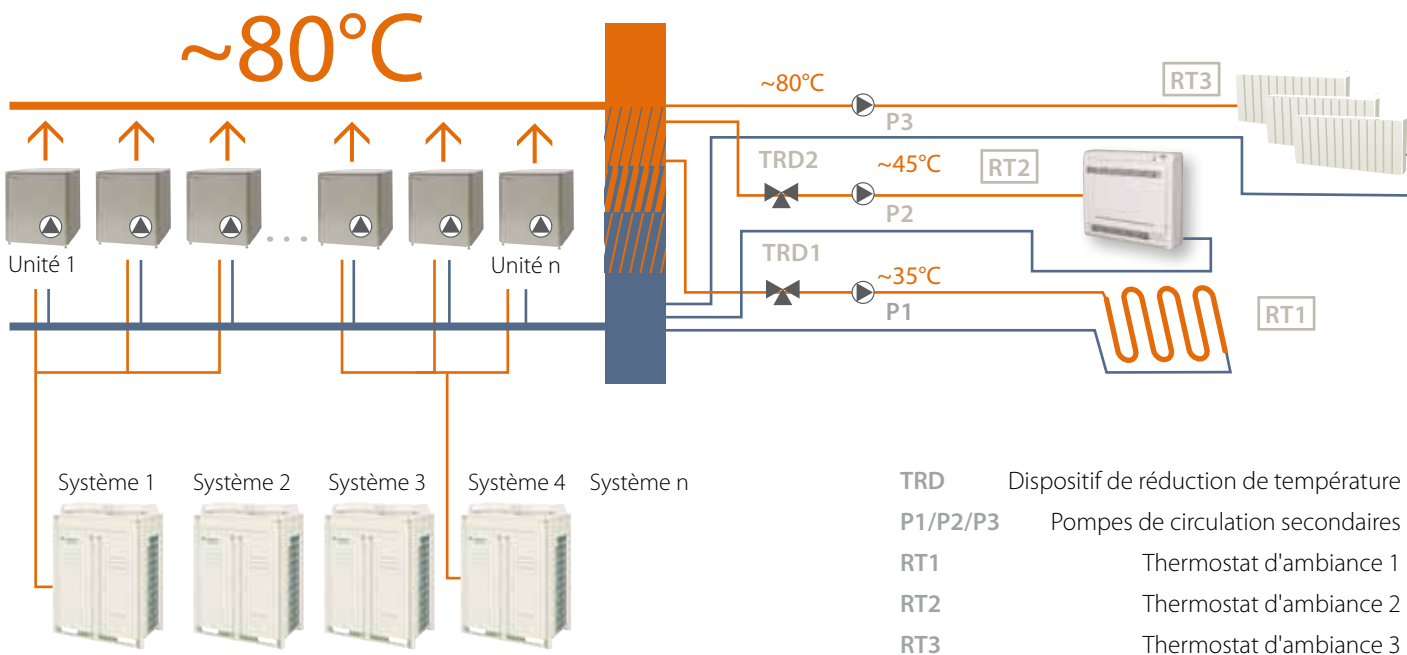 ~80°C
~80°C
RT3
P3
TRD2
~45°C
RT2
P2
TRD1
~35°C
P1
RT1
Unité 1
. . .
Unité n
Système 1
Système 2
Système 3
Système 4
Système n
TRD Dispositif de réduction de température
P1/P2/P3 Pompes de circulation secondaires
RT1 Thermostat d'ambiance 1
RT2 Thermostat d'ambiance 2
RT3 Thermostat d'ambiance 3